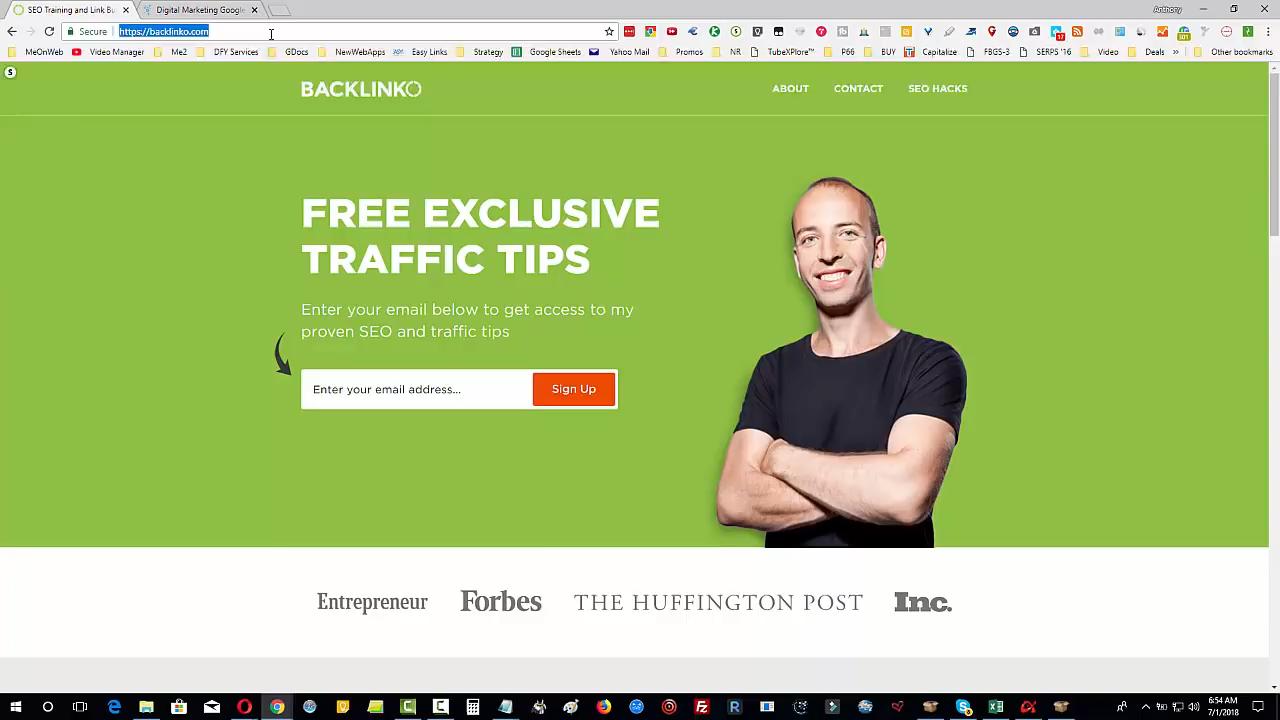 SEO Training and Link Bu
Digital Marketing Google
Anthony
Secure
https://backlinko.com
MeOnWeb
Video Manager
Me2
DFY Services
GDocs
NewWebApps
Easy Links
Strategy
Google Sheets
Yahoo Mail
Promos
NR
TubeXPlore™
P66
BUY
Capitalize
FBGS-3
SERPS '16
Video
Deals
»
Other bookmarks
S
BACKLINKO
ABOUT
CONTACT
SEO HACKS
FREE EXCLUSIVE
TRAFFIC TIPS
Enter your email below to get access to my
proven SEO and traffic tips
Enter your email address...
Sign Up
Entrepreneur
Forbes
THE HUFFINGTON POST
Inc.
6:54 AM
7/1/2018